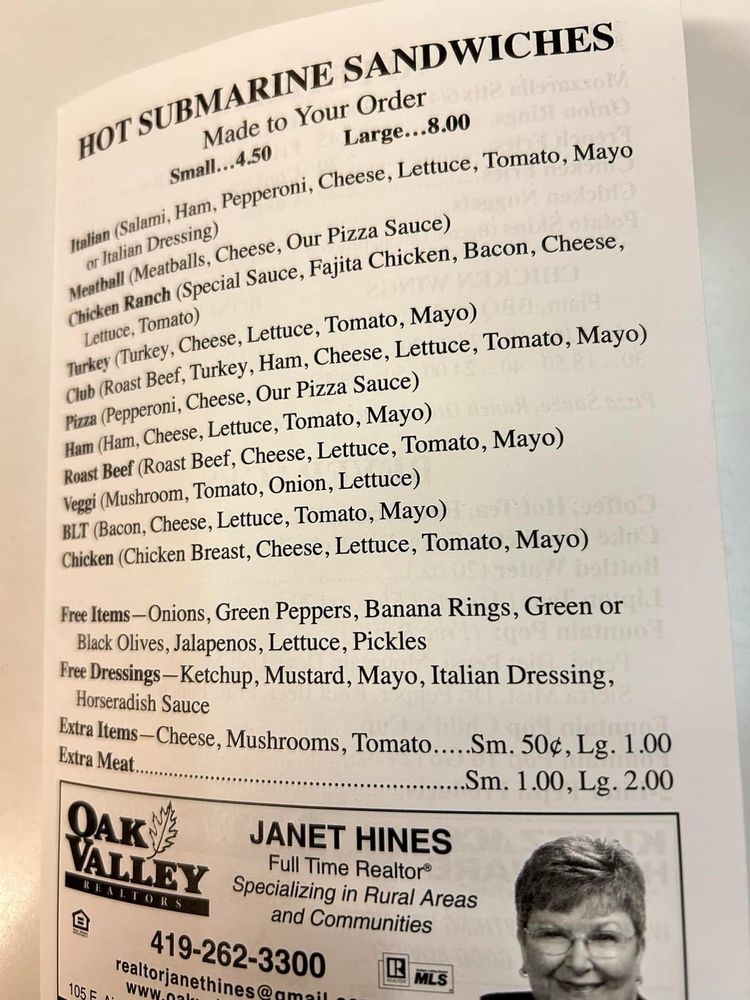 HOT SUBMARINE SANDWICHES
Made to Your Order
Small...4.50 Large...8.00
Italian (Salami, Ham, Pepperoni, Cheese, Lettuce, Tomato, Mayo
or Italian Dressing)
Meatball (Meatballs, Cheese, Our Pizza Sauce)
Chicken Ranch (Special Sauce, Fajita Chicken, Bacon, Cheese,
Lettuce, Tomato)
Turkey (Turkey, Cheese, Lettuce, Tomato, Mayo)
Club (Roast Beef, Turkey, Ham, Cheese, Lettuce, Tomato, Mayo)
Pizza (Pepperoni, Cheese, Our Pizza Sauce)
Ham (Ham, Cheese, Lettuce, Tomato, Mayo)
Roast Beef (Roast Beef, Cheese, Lettuce, Tomato, Mayo)
Veggi (Mushroom, Tomato, Onion, Lettuce)
BLT (Bacon, Cheese, Lettuce, Tomato, Mayo)
Chicken (Chicken Breast, Cheese, Lettuce, Tomato, Mayo)
Free Items—Onions, Green Peppers, Banana Rings, Green or
Black Olives, Jalapenos, Lettuce, Pickles
Free Dressings—Ketchup, Mustard, Mayo, Italian Dressing,
Horseradish Sauce
Extra Items—Cheese, Mushrooms, Tomato.....Sm. 50¢, Lg. 1.00
Extra Meat..................................................Sm. 1.00, Lg. 2.00
OAK
VALLEY
REALTORS
JANET HINES
Full Time Realtor®
Specializing in Rural Areas
and Communities
419-262-3300
realtorjanethines@gmail.
R MLS
REALTOR
105 E.